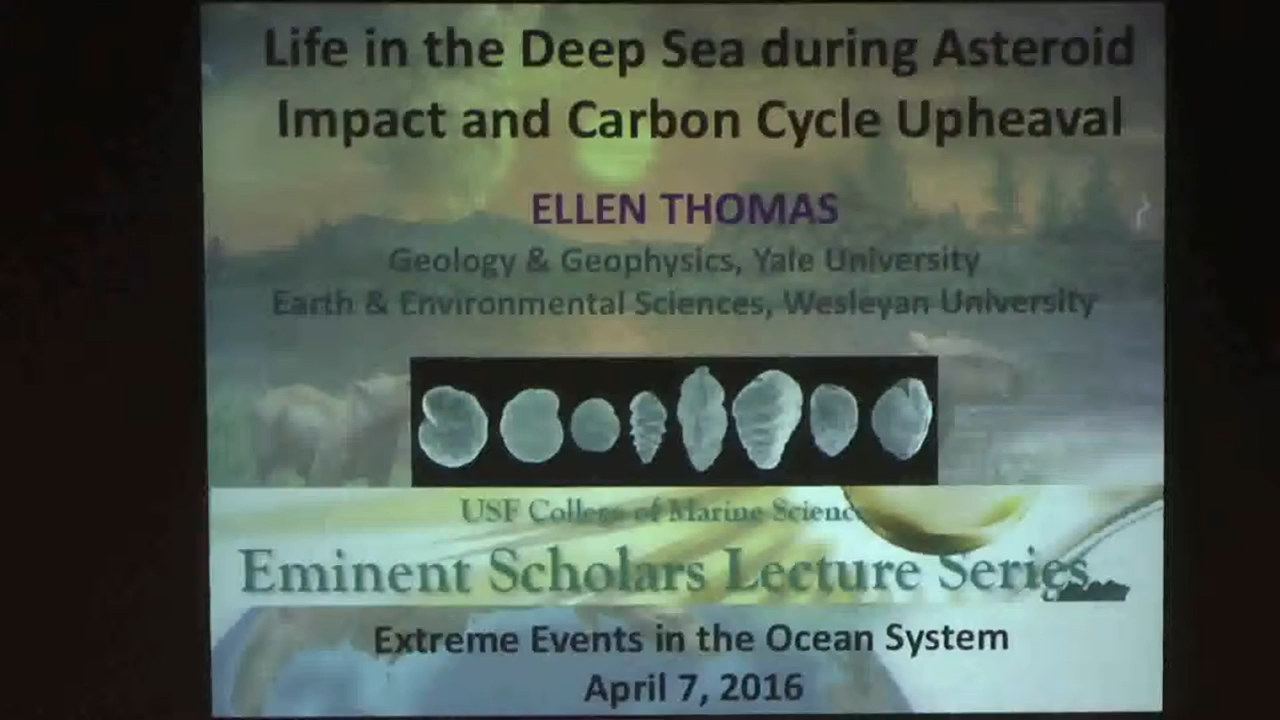 Life in the Deep Sea during Asteroid
Impact and Carbon Cycle Upheaval
ELLEN THOMAS
Geology & Geophysics, Yale University
Earth & Environmental Sciences, Wesleyan University
USF College of Marine Science
Eminent Scholars Lecture Series
Extreme Events in the Ocean System
April 7, 2016